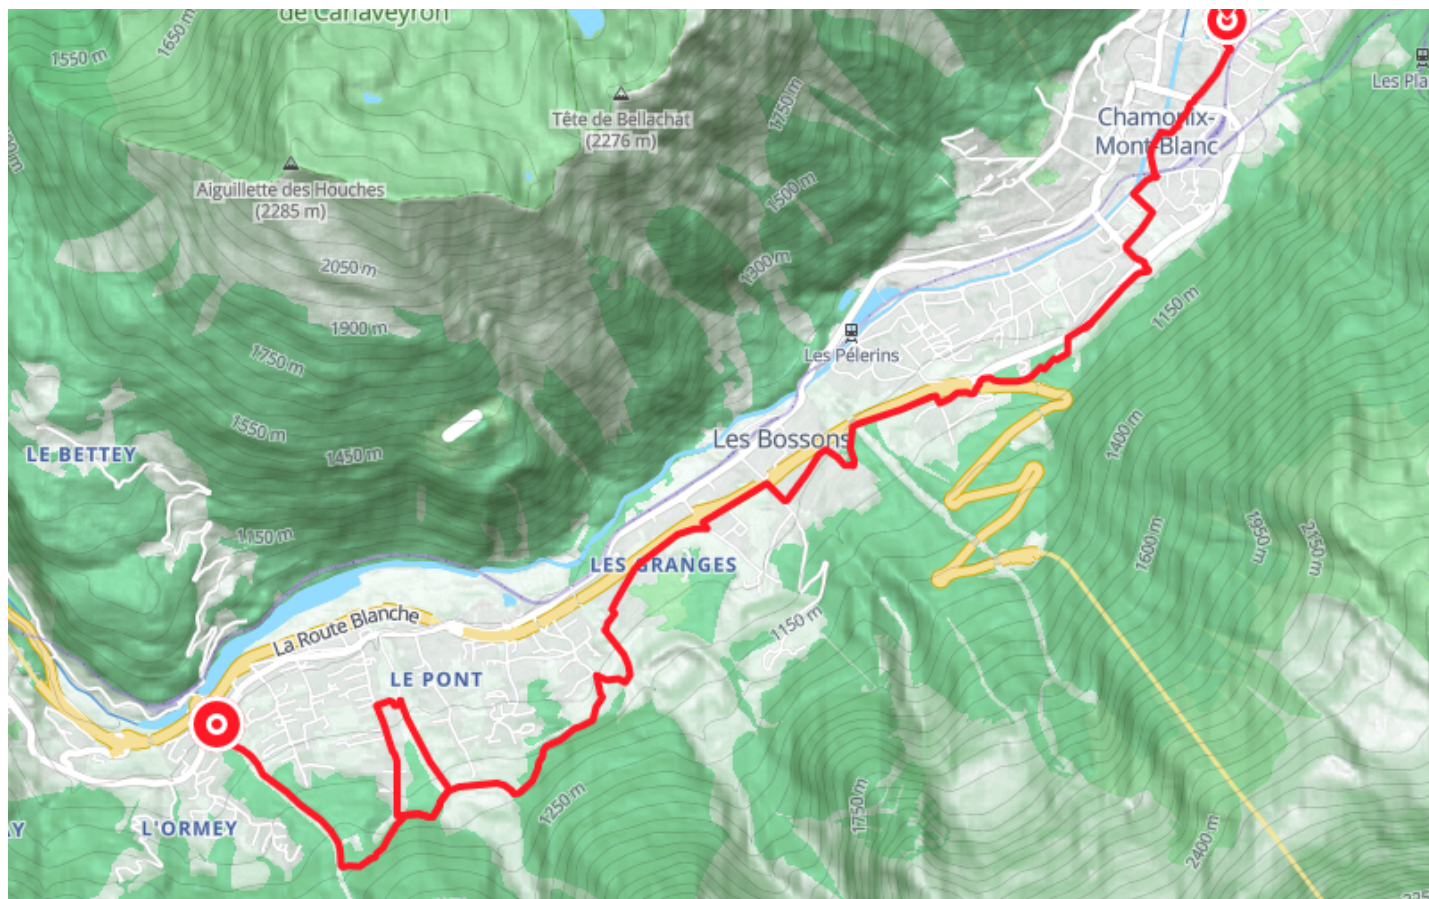 de Carlaveyron
1650 m
1550 m
Tête de Bellachat
(2276 m)
1750 m
Les Pla
Chamonix-
Mont-Blanc
Aiguillette des Houches
(2285 m)
1500 m
2050 m
1300 m
1150 m
1900 m
1750 m
Les Pélerins
1550 m
1450 m
LE BETTEY
Les Bossons
1400 m
1150 m
1600 m
1950 m
2150 m
LES GRANGES
La Route Blanche
1150 m
LE PONT
1250 m
1750 m
L'ORMEY
AY
2400 m